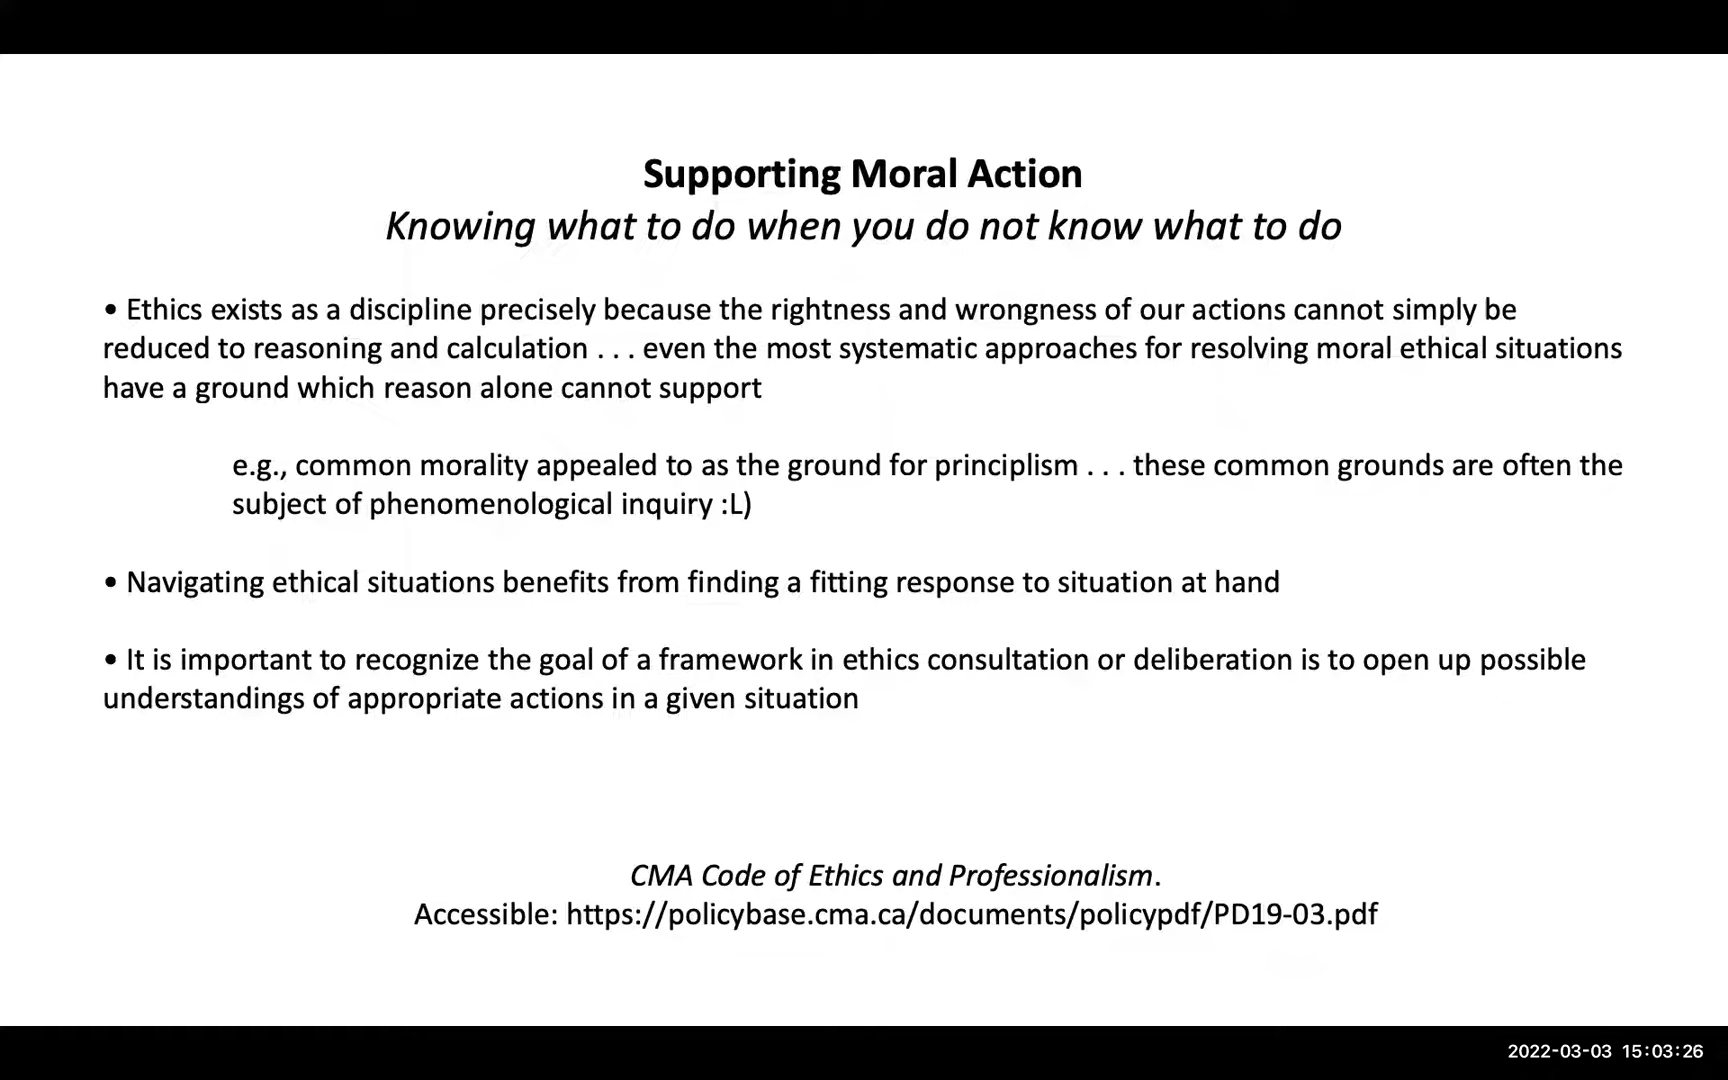 Supporting Moral Action
Knowing what to do when you do not know what to do
• Ethics exists as a discipline precisely because the rightness and wrongness of our actions cannot simply be
reduced to reasoning and calculation . . . even the most systematic approaches for resolving moral ethical situations
have a ground which reason alone cannot support
e.g., common morality appealed to as the ground for principlism . . . these common grounds are often the
subject of phenomenological inquiry :L)
• Navigating ethical situations benefits from finding a fitting response to situation at hand
• It is important to recognize the goal of a framework in ethics consultation or deliberation is to open up possible
understandings of appropriate actions in a given situation
CMA Code of Ethics and Professionalism.
Accessible: https://policybase.cma.ca/documents/policypdf/PD19-03.pdf
2022-03-03 15:03:26